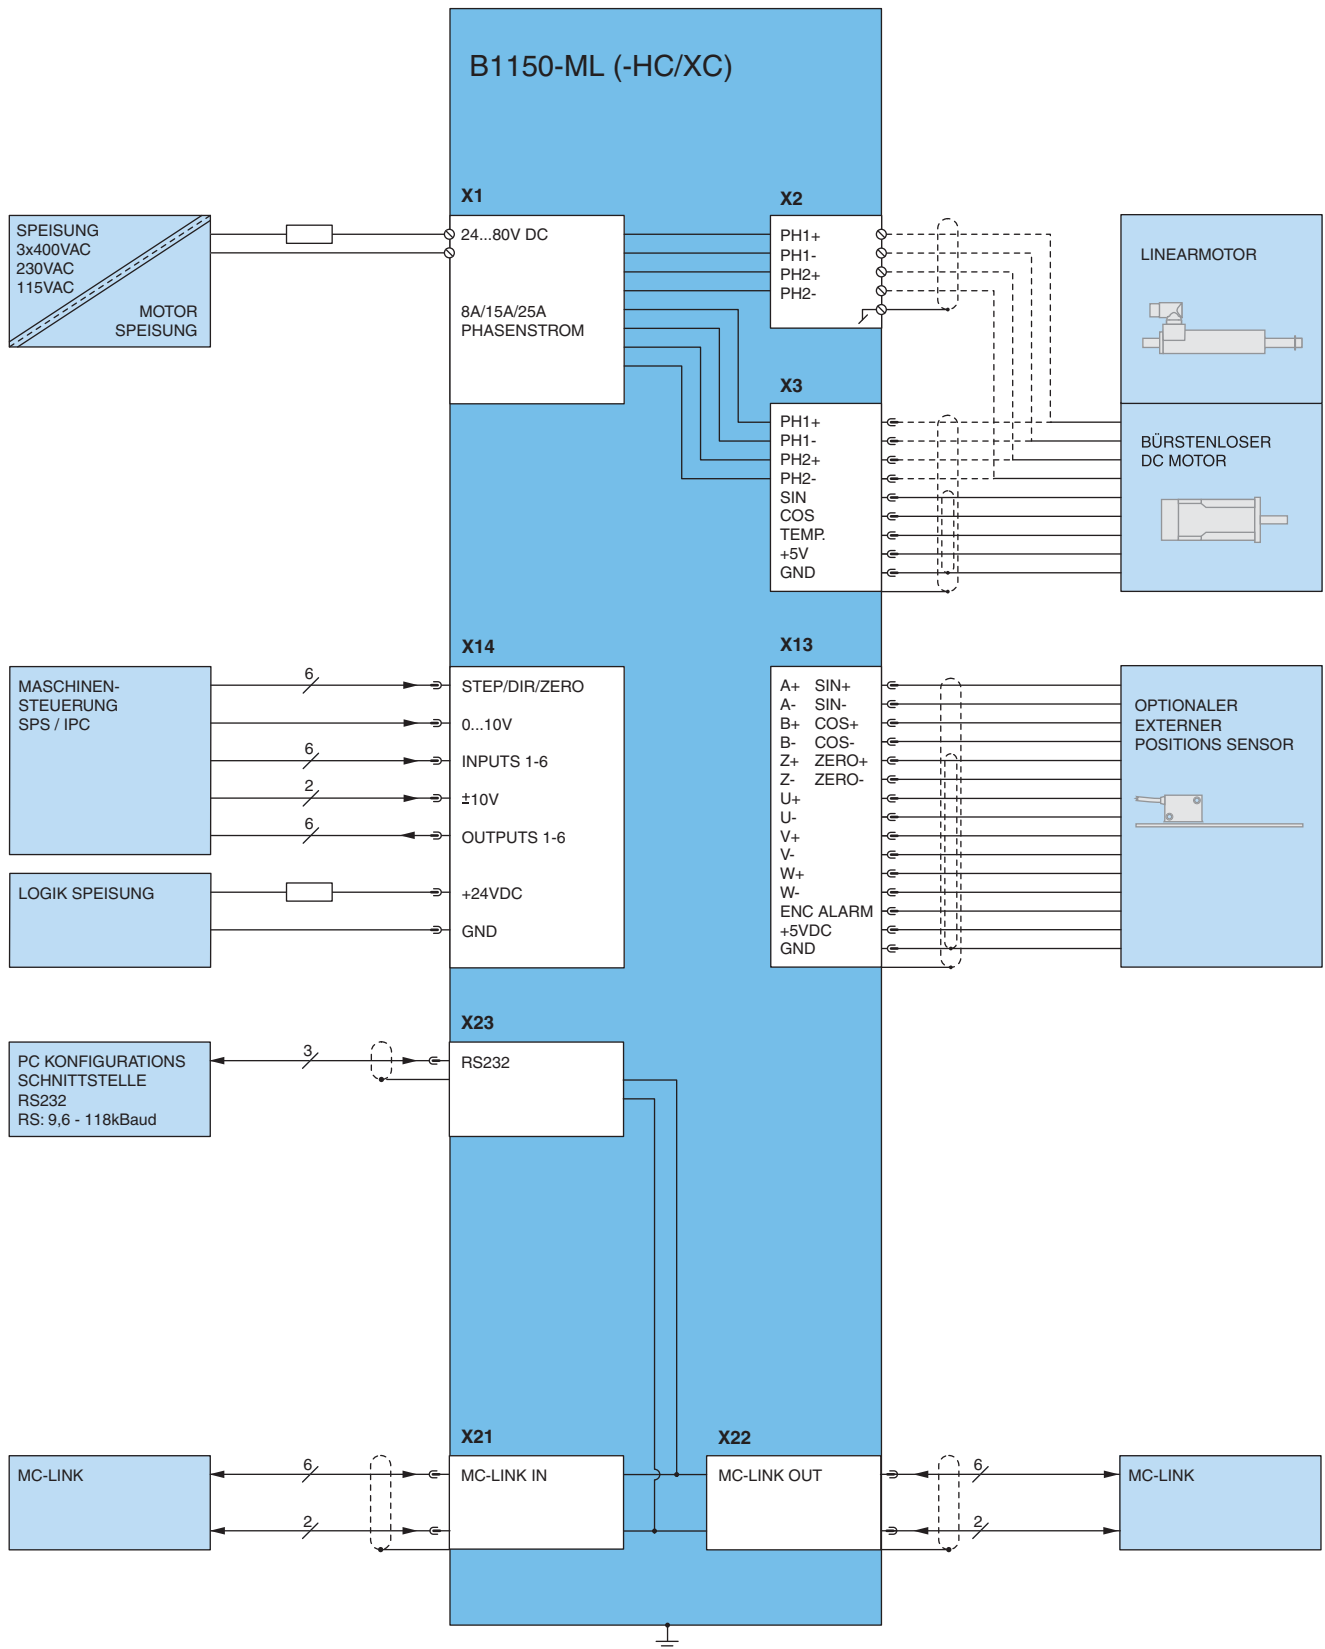 B1150-ML (-HC/XC)
X1
X2
SPEISUNG
3x400VAC
230VAC
115VAC
MOTOR
SPEISUNG
24...80V DC
8A/15A/25A
PHASENSTROM
PH1+
PH1-
PH2+
PH2-
LINEARMOTOR
X3
PH1+
PH1-
PH2+
PH2-
SIN
COS
TEMP.
+5V
GND
BÜRSTENLOSER
DC MOTOR
X14
X13
MASCHINEN-
STEUERUNG
SPS / IPC
6
6
2
6
STEP/DIR/ZERO
0...10V
INPUTS 1-6
±10V
OUTPUTS 1-6
LOGIK SPEISUNG
+24VDC
GND
A+ SIN+
A- SIN-
B+ COS+
B- COS-
Z+ ZERO+
Z- ZERO-
U+
U-
V+
V-
W+
W-
ENC ALARM
+5VDC
GND
OPTIONALER
EXTERNER
POSITIONS SENSOR
X23
PC KONFIGURATIONS
SCHNITTSTELLE
RS232
RS: 9,6 - 118kBaud
3
RS232
X21
X22
MC-LINK
6
2
MC-LINK IN
MC-LINK OUT
6
2
MC-LINK